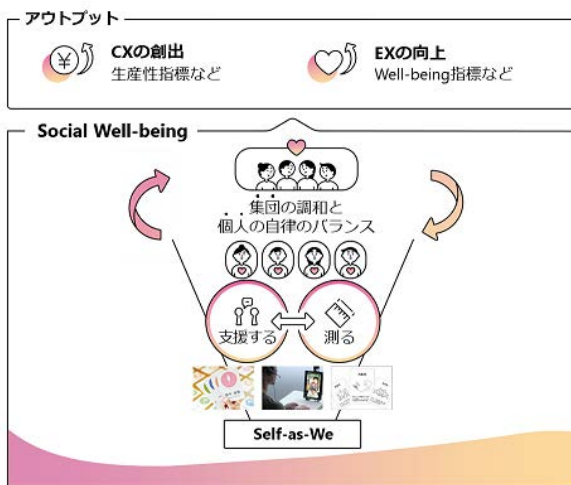 アウトプット
CXの創出
生産性指標など
EXの向上
Well-being指標など
Social Well-being
集団の調和と
個人の自律のバランス
支援する
測る
Self-as-We